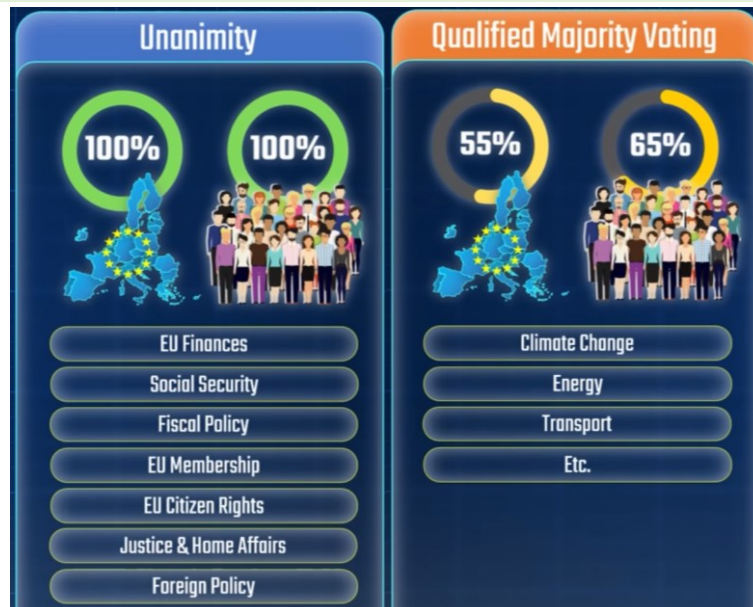 Unanimity
100%
100%
EU Finances
Social Security
Fiscal Policy
EU Membership
EU Citizen Rights
Justice & Home Affairs
Foreign Policy
Qualified Majority Voting
55%
65%
Climate Change
Energy
Transport
Etc.